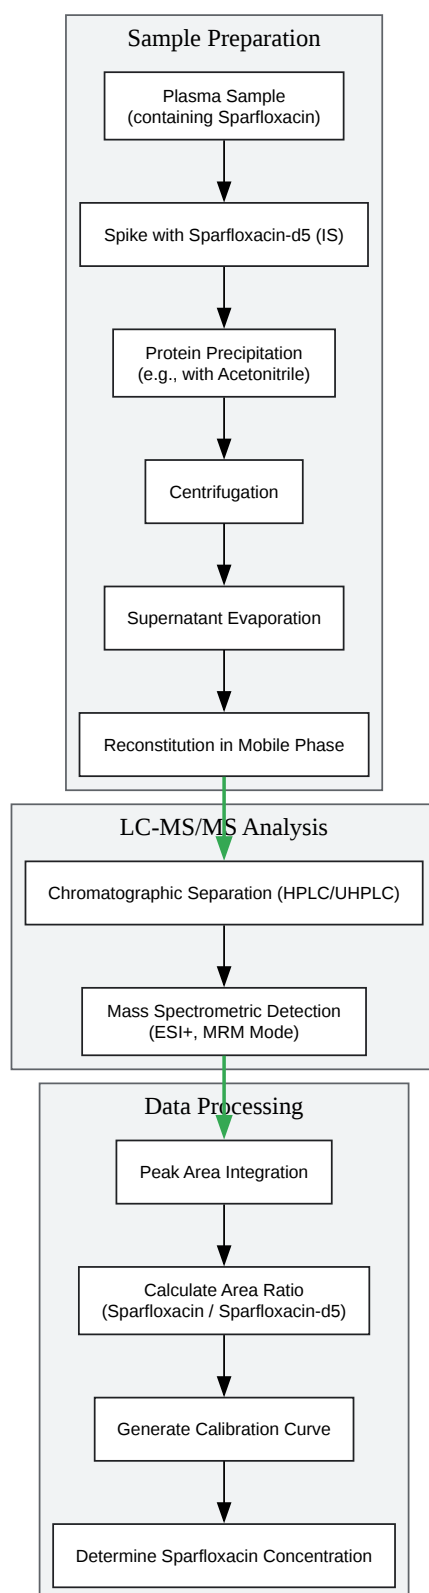 Sample Preparation
Plasma Sample
(containing Sparfloxacin)
Spike with Sparfloxacin-d5 (IS)
Protein Precipitation
(e.g., with Acetonitrile)
Centrifugation
Supernatant Evaporation
Reconstitution in Mobile Phase
LC-MS/MS Analysis
Chromatographic Separation (HPLC/UHPLC)
Mass Spectrometric Detection
(ESI+, MRM Mode)
Data Processing
Peak Area Integration
Calculate Area Ratio
(Sparfloxacin / Sparfloxacin-d5)
Generate Calibration Curve
Determine Sparfloxacin Concentration